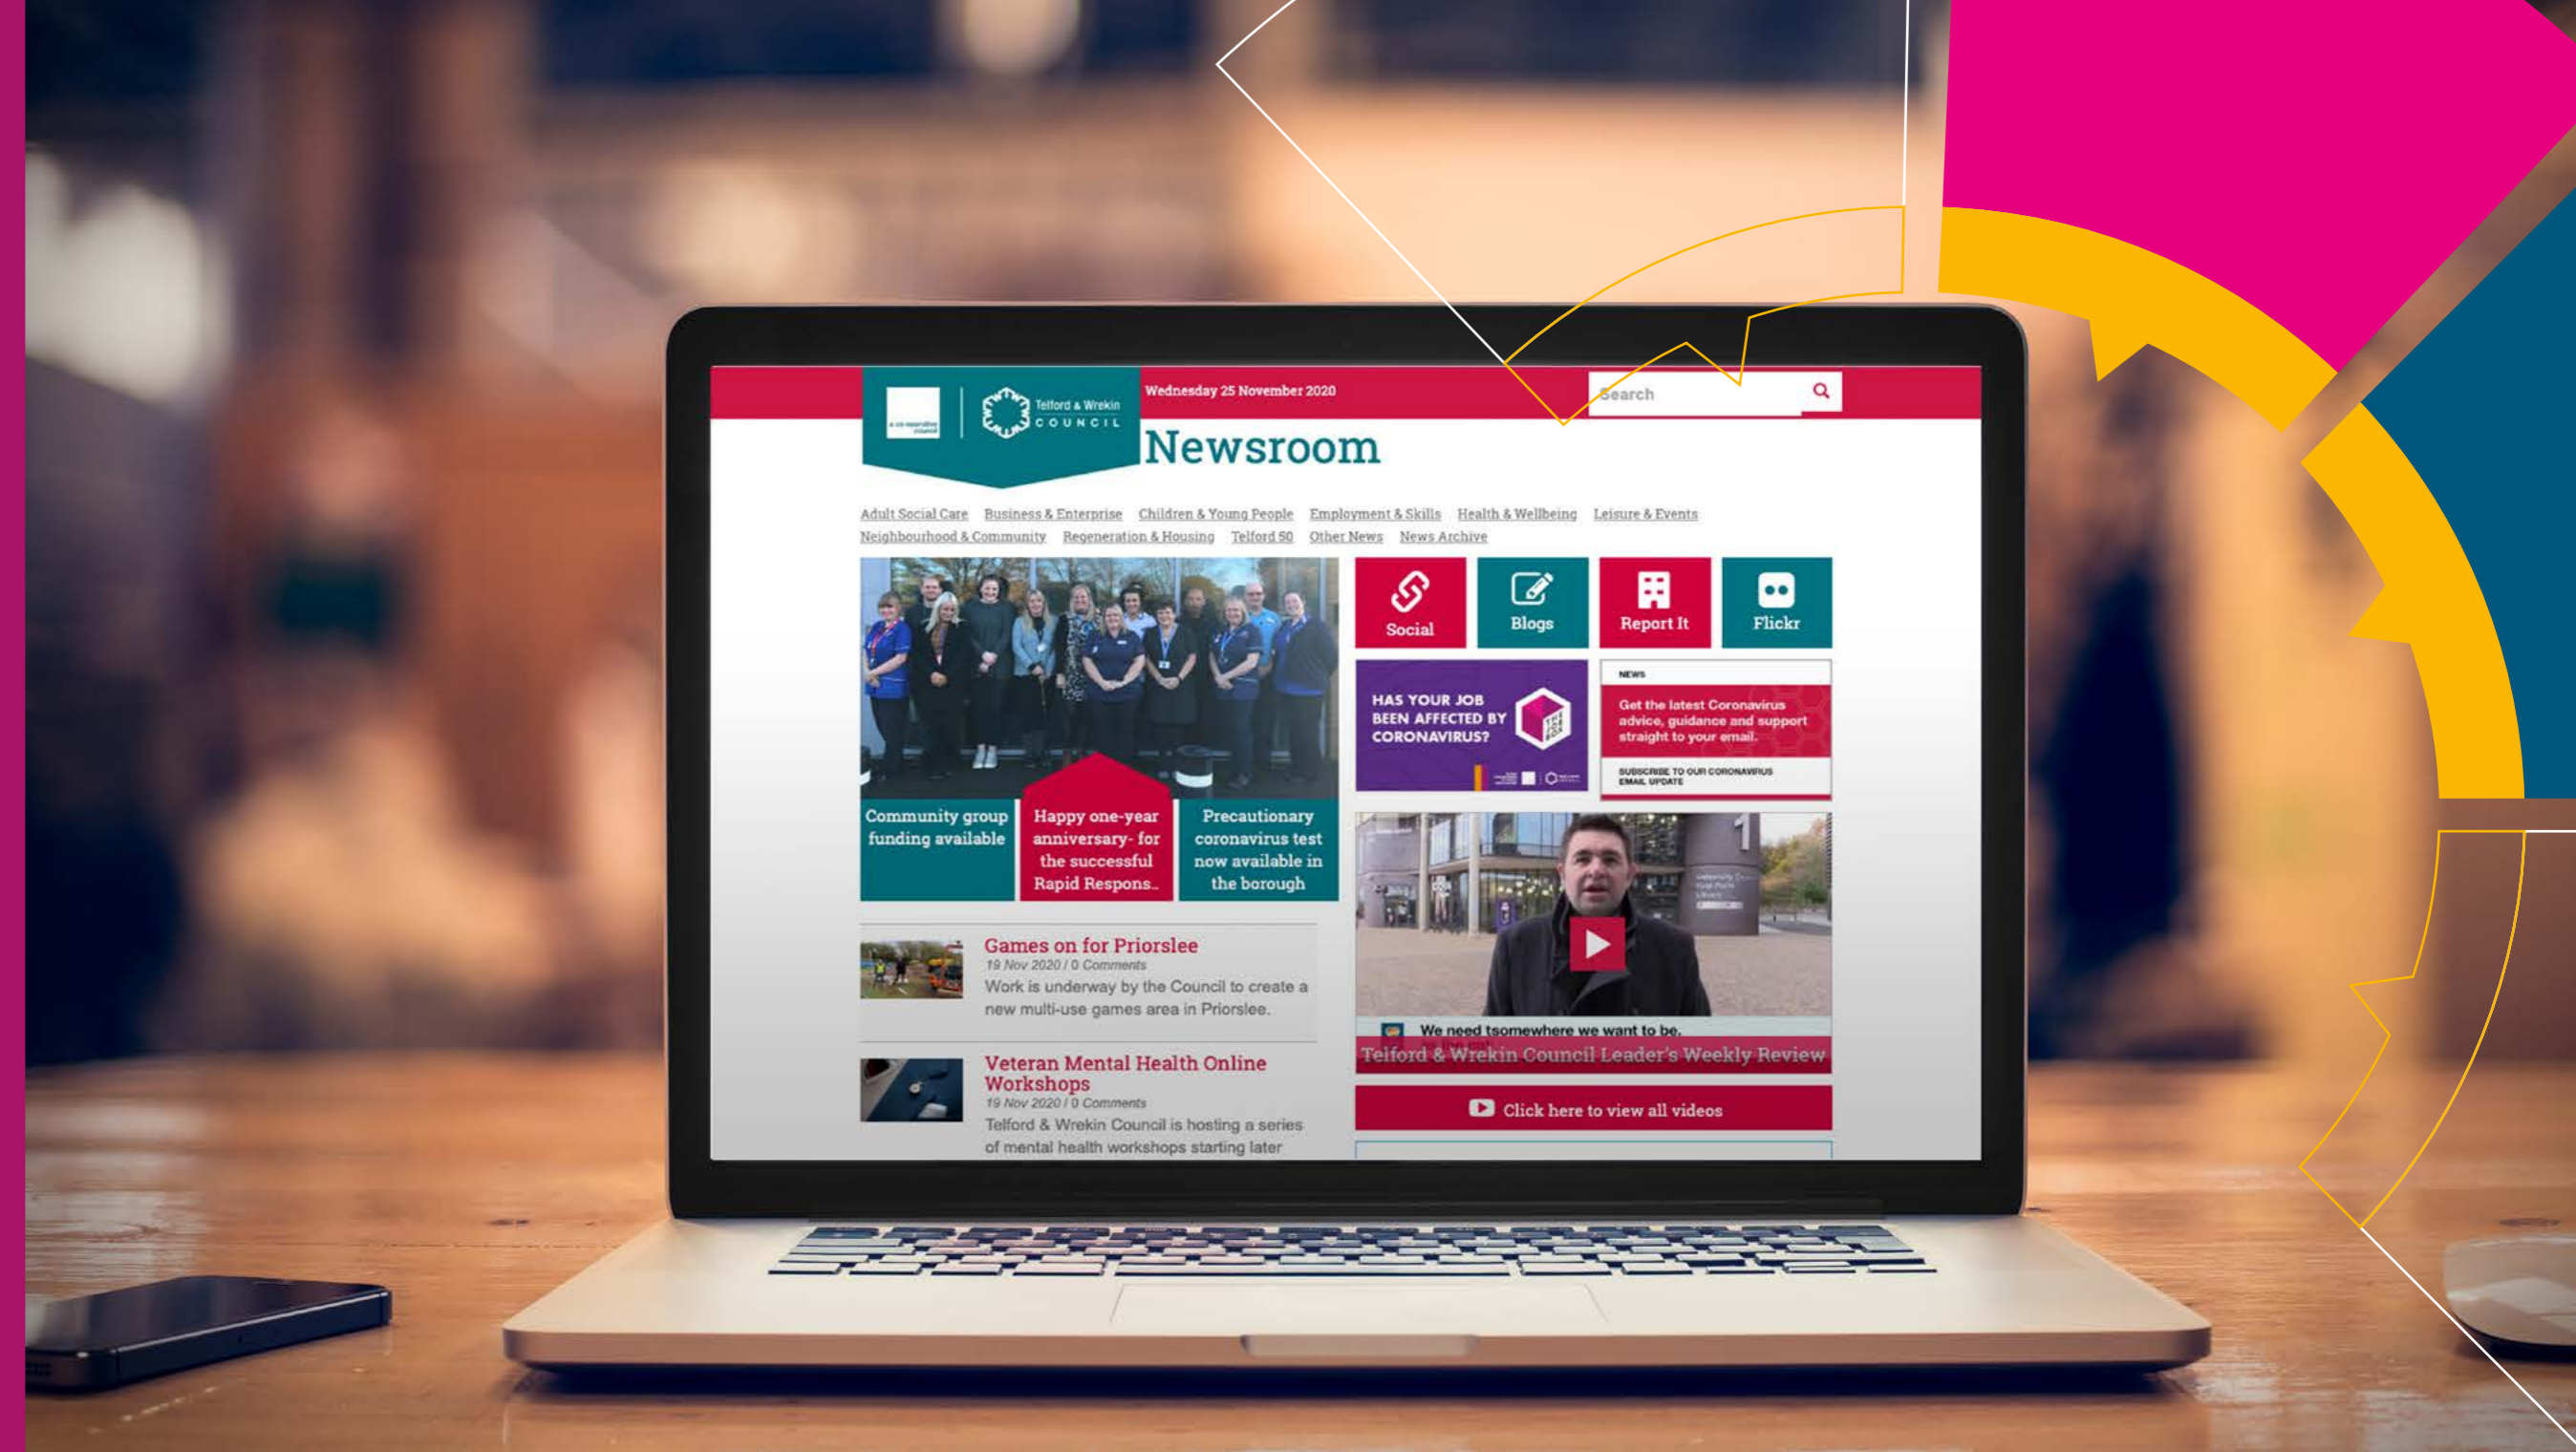 a co-operative
council
Telford & Wrekin
COUNCIL
Wednesday 25 November 2020
Search
Newsroom
Adult Social Care Business & Enterprise Children & Young People Employment & Skills Health & Wellbeing Leisure & Events
Neighbourhood & Community Regeneration & Housing Telford 50 Other News News Archive
Social
Blogs
Report It
Flickr
HAS YOUR JOB
BEEN AFFECTED BY
CORONAVIRUS?
THE
JOB
BOX
NEWS
Get the latest Coronavirus
advice, guidance and support
straight to your email.
SUBSCRIBE TO OUR CORONAVIRUS
EMAIL UPDATE
Community group
funding available
Happy one-year
anniversary- for
the successful
Rapid Respons...
Precautionary
coronavirus test
now available in
the borough
Games on for Priorslee
19 Nov 2020 / 0 Comments
Work is underway by the Council to create a
new multi-use games area in Priorslee.
Veteran Mental Health Online
Workshops
19 Nov 2020 / 0 Comments
Telford & Wrekin Council is hosting a series
of mental health workshops starting later
We need tsomewhere we want to be.
Telford & Wrekin Council Leader's Weekly Review
Click here to view all videos